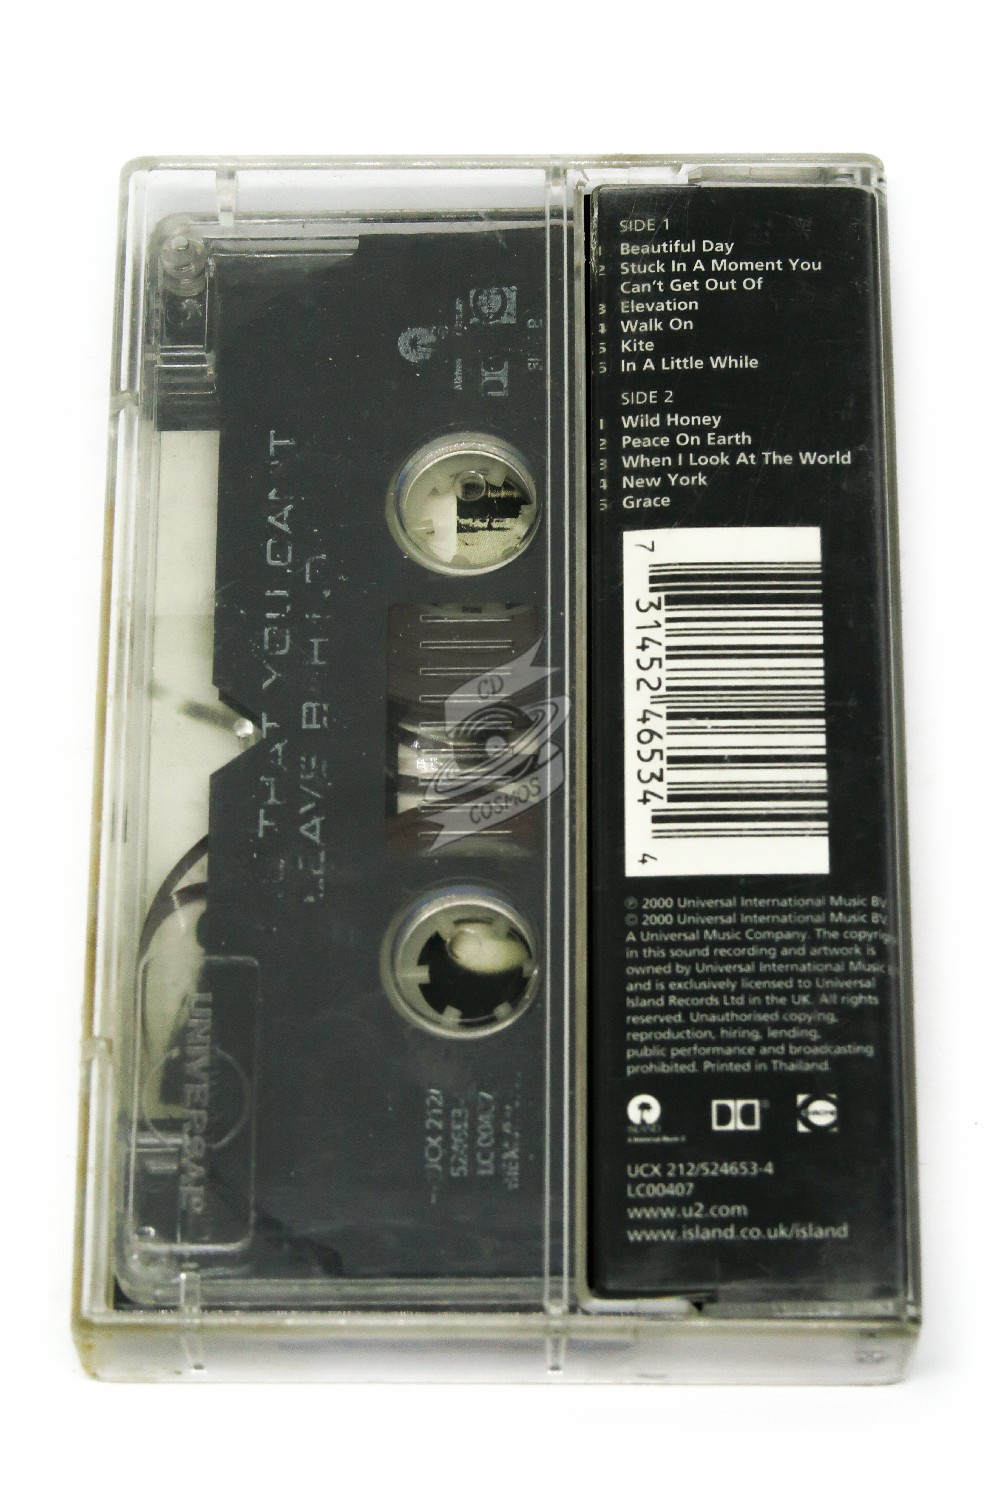 SIDE 1
1 Beautiful Day
2 Stuck In A Moment You
Can't Get Out Of
3 Elevation
4 Walk On
5 Kite
6 In A Little While
SIDE 2
1 Wild Honey
2 Peace On Earth
3 When I Look At The World
4 New York
5 Grace
7 31452 46534 4
℗ 2000 Universal International Music BV
© 2000 Universal International Music BV
A Universal Music Company. The copyrig
in this sound recording and artwork is
owned by Universal International Music
and is exclusively licensed to Universal
Island Records Ltd in the UK. All rights
reserved. Unauthorised copying,
reproduction, hiring, lending,
public performance and broadcasting
prohibited. Printed in Thailand.
ISLAND
UCX 212/524653-4
LC00407
www.u2.com
www.island.co.uk/island
THAT YOU CAN'T
LEAVE BEHIND
UCX 212/
524653-
LC00407
UNIVERSAL
CD
COSMOS